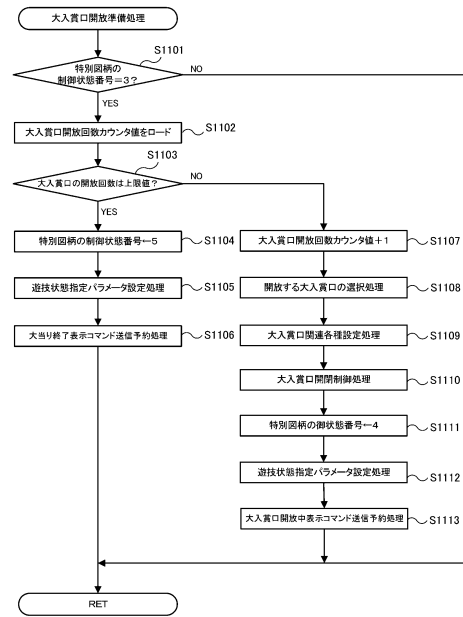 大入賞口開放準備処理
S1101
特別図柄の
制御状態番号＝3？
NO
YES
大入賞口開放回数カウンタ値をロード
S1102
S1103
大入賞口の開放回数は上限値？
NO
YES
特別図柄の制御状態番号←5
S1104
遊技状態指定パラメータ設定処理
S1105
大当り終了表示コマンド送信予約処理
S1106
大入賞口開放回数カウンタ値＋1
S1107
開放する大入賞口の選択処理
S1108
大入賞口関連各種設定処理
S1109
大入賞口開閉制御処理
S1110
特別図柄の御状態番号←4
S1111
遊技状態指定パラメータ設定処理
S1112
大入賞口開放中表示コマンド送信予約処理
S1113
RET